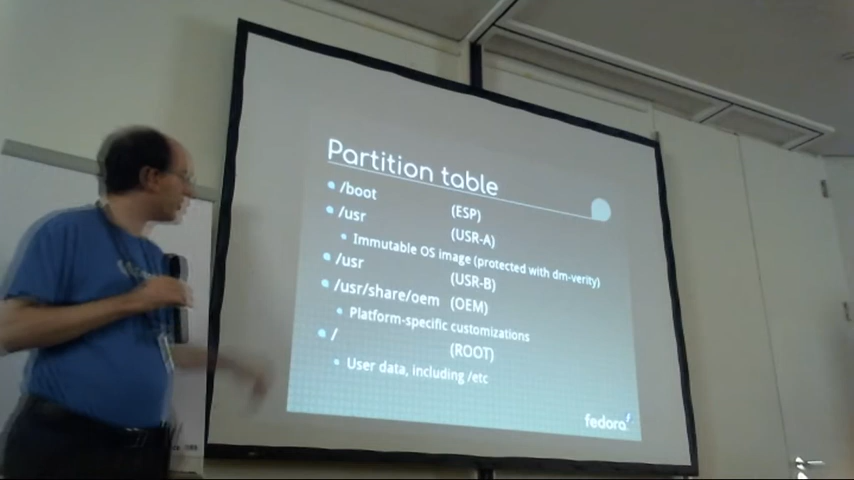 Partition table
/boot (ESP)
/usr (USR-A)
Immutable OS image (protected with dm-verity)
/usr (USR-B)
/usr/share/oem (OEM)
Platform-specific customizations
/ (ROOT)
User data, including /etc
fedora